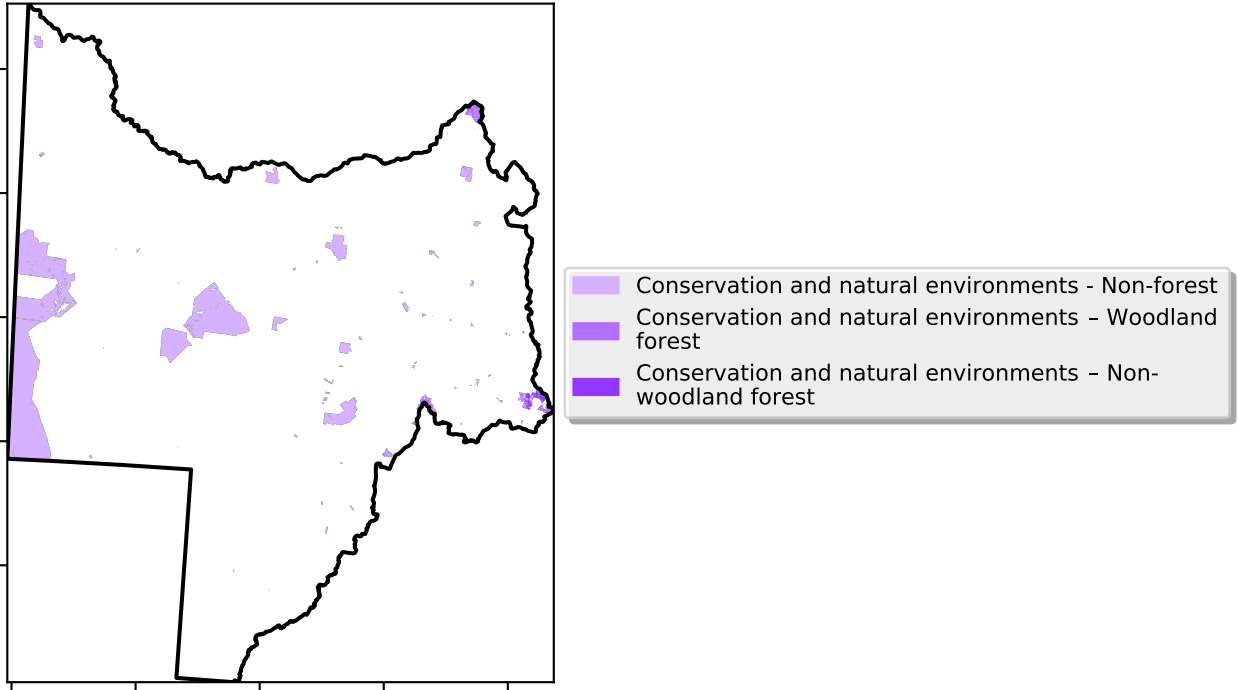 Conservation and natural environments - Non-forest
Conservation and natural environments – Woodland
forest
Conservation and natural environments – Non-
woodland forest